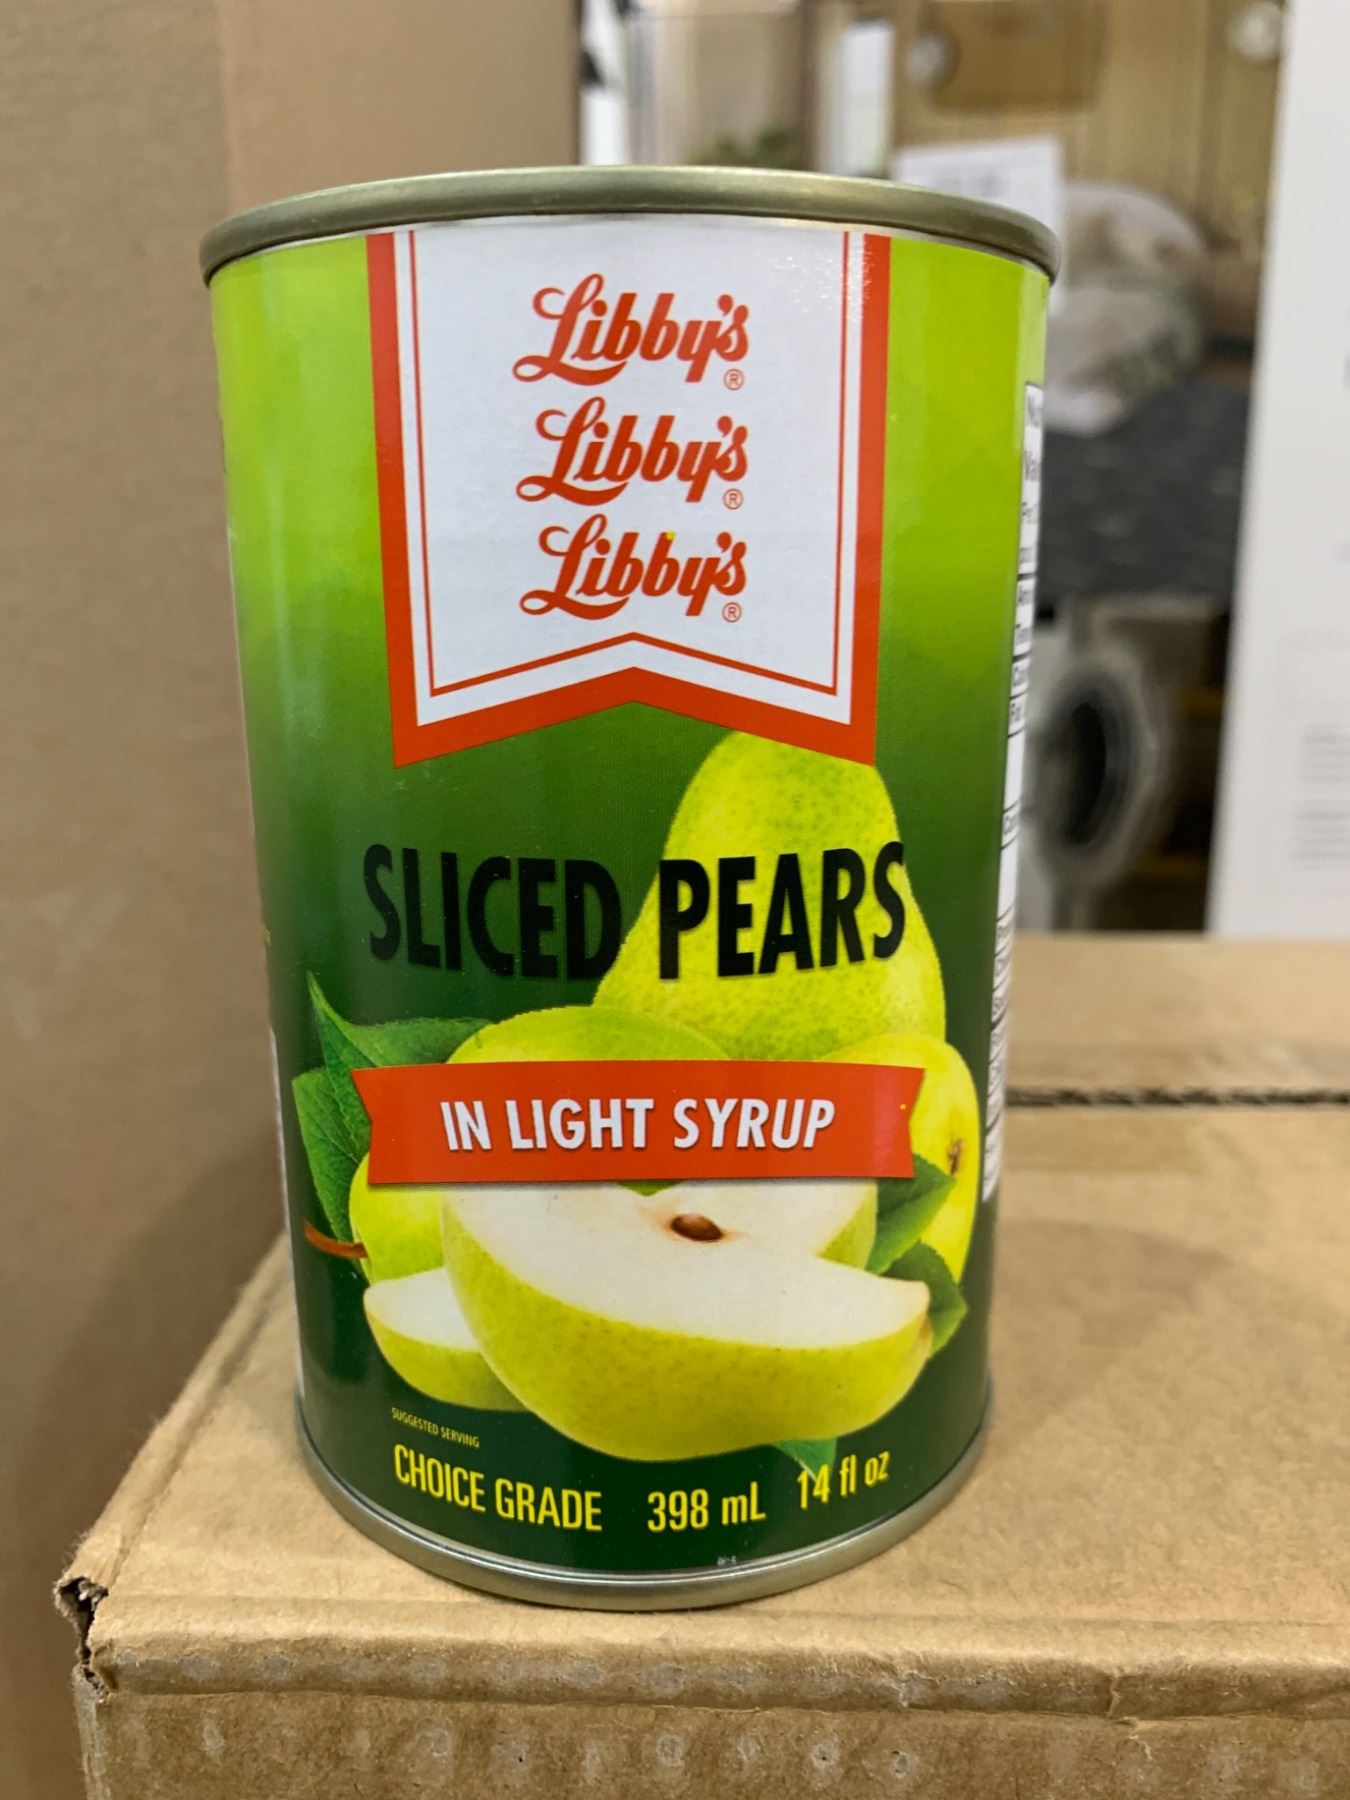 Libby's®
Libby's®
Libby's®
SLICED PEARS
IN LIGHT SYRUP
SUGGESTED SERVING
CHOICE GRADE 398 mL 14 fl oz